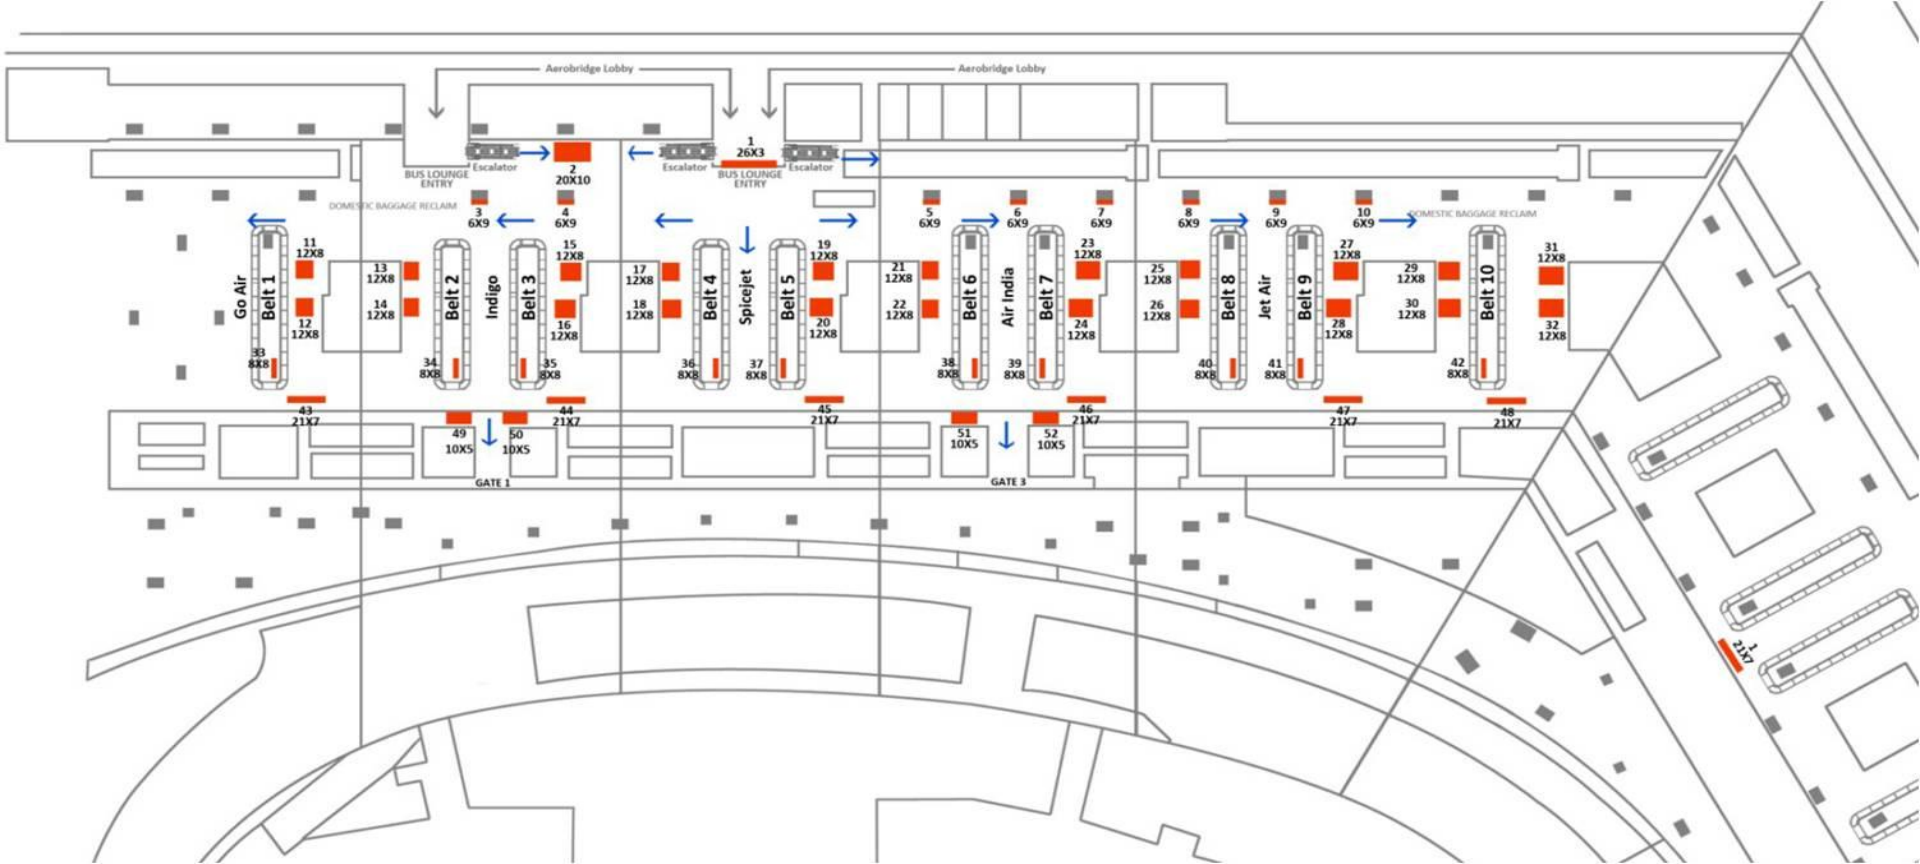 Aerobridge Lobby
Aerobridge Lobby
1
26X3
2
20X10
Escalator
Escalator
Escalator
BUS LOUNGE
ENTRY
BUS LOUNGE
ENTRY
DOMESTIC BAGGAGE RECLAIM
DOMESTIC BAGGAGE RECLAIM
3
6X9
4
6X9
5
6X9
6
6X9
7
6X9
8
6X9
9
6X9
10
6X9
Go Air
Belt 1
11
12X8
12
12X8
13
12X8
14
12X8
Belt 2
Indigo
Belt 3
15
12X8
16
12X8
17
12X8
18
12X8
Belt 4
Spicejet
Belt 5
19
12X8
20
12X8
21
12X8
22
12X8
Belt 6
Air India
Belt 7
23
12X8
24
12X8
25
12X8
26
12X8
Belt 8
Jet Air
Belt 9
27
12X8
28
12X8
29
12X8
30
12X8
Belt 10
31
12X8
32
12X8
33
8X8
34
8X8
35
8X8
36
8X8
37
8X8
38
8X8
39
8X8
40
8X8
41
8X8
42
8X8
43
21X7
44
21X7
45
21X7
46
21X7
47
21X7
48
21X7
49
10X5
50
10X5
51
10X5
52
10X5
GATE 1
GATE 3
1
21X7